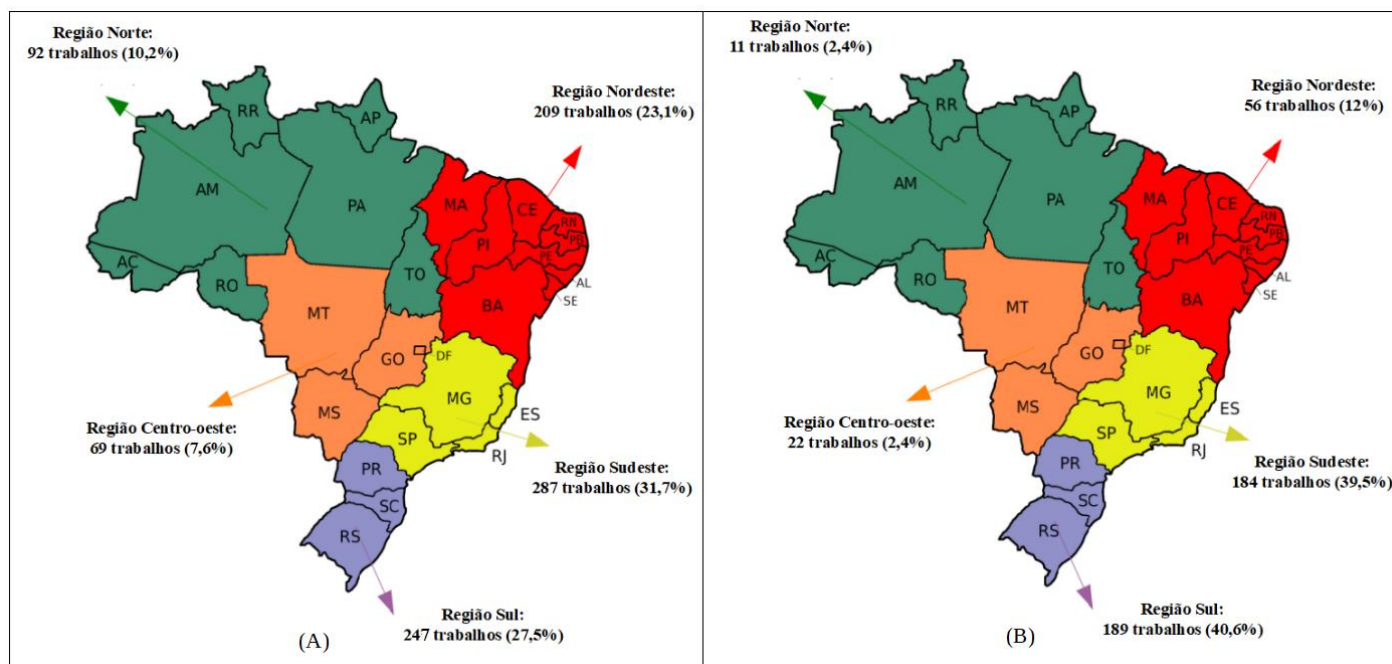 Região Norte:
92 trabalhos (10,2%)
Região Nordeste:
209 trabalhos (23,1%)
RR
AP
AM
PA
MA
CE
RN
PB
PI
PE
AC
TO
AL
RO
SE
BA
MT
GO
DF
MG
MS
ES
Região Centro-oeste:
69 trabalhos (7,6%)
SP
RJ
PR
Região Sudeste:
287 trabalhos (31,7%)
SC
RS
Região Sul:
247 trabalhos (27,5%)
(A)
Região Norte:
11 trabalhos (2,4%)
Região Nordeste:
56 trabalhos (12%)
RR
AP
AM
PA
MA
CE
RN
PB
PI
PE
AC
TO
AL
RO
SE
BA
MT
GO
DF
MG
MS
ES
Região Centro-oeste:
22 trabalhos (2,4%)
SP
RJ
PR
Região Sudeste:
184 trabalhos (39,5%)
SC
RS
Região Sul:
189 trabalhos (40,6%)
(B)